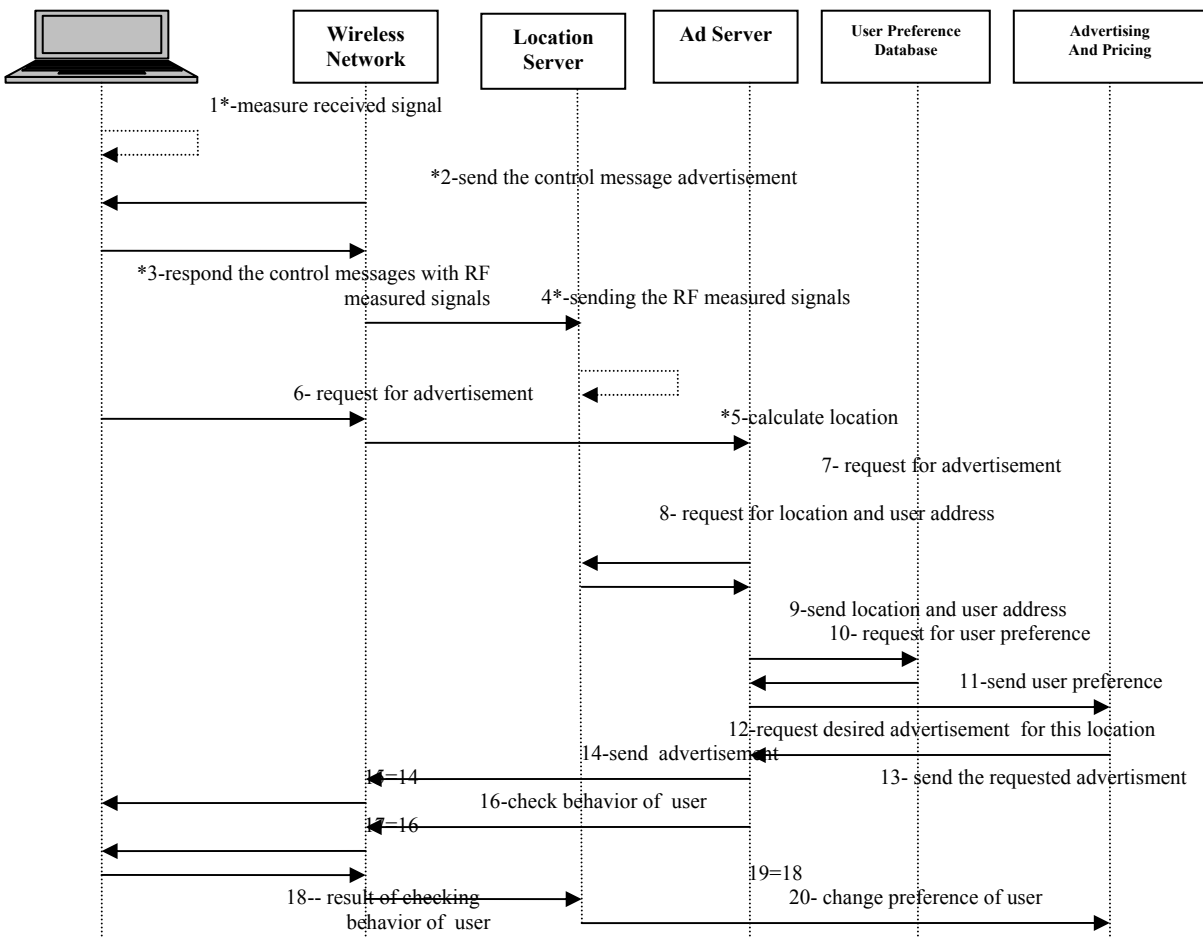 Wireless
Network
Location
Server
Ad Server
User Preference
Database
Advertising
And Pricing
1*-measure received signal
*2-send the control message advertisement
*3-respond the control messages with RF
measured signals
4*-sending the RF measured signals
6- request for advertisement
*5-calculate location
7- request for advertisement
8- request for location and user address
9-send location and user address
10- request for user preference
11-send user preference
12-request desired advertisement for this location
14-send advertisement
15=14
13- send the requested advertisment
16-check behavior of user
17=16
19=18
18-- result of checking
behavior of user
20- change preference of user